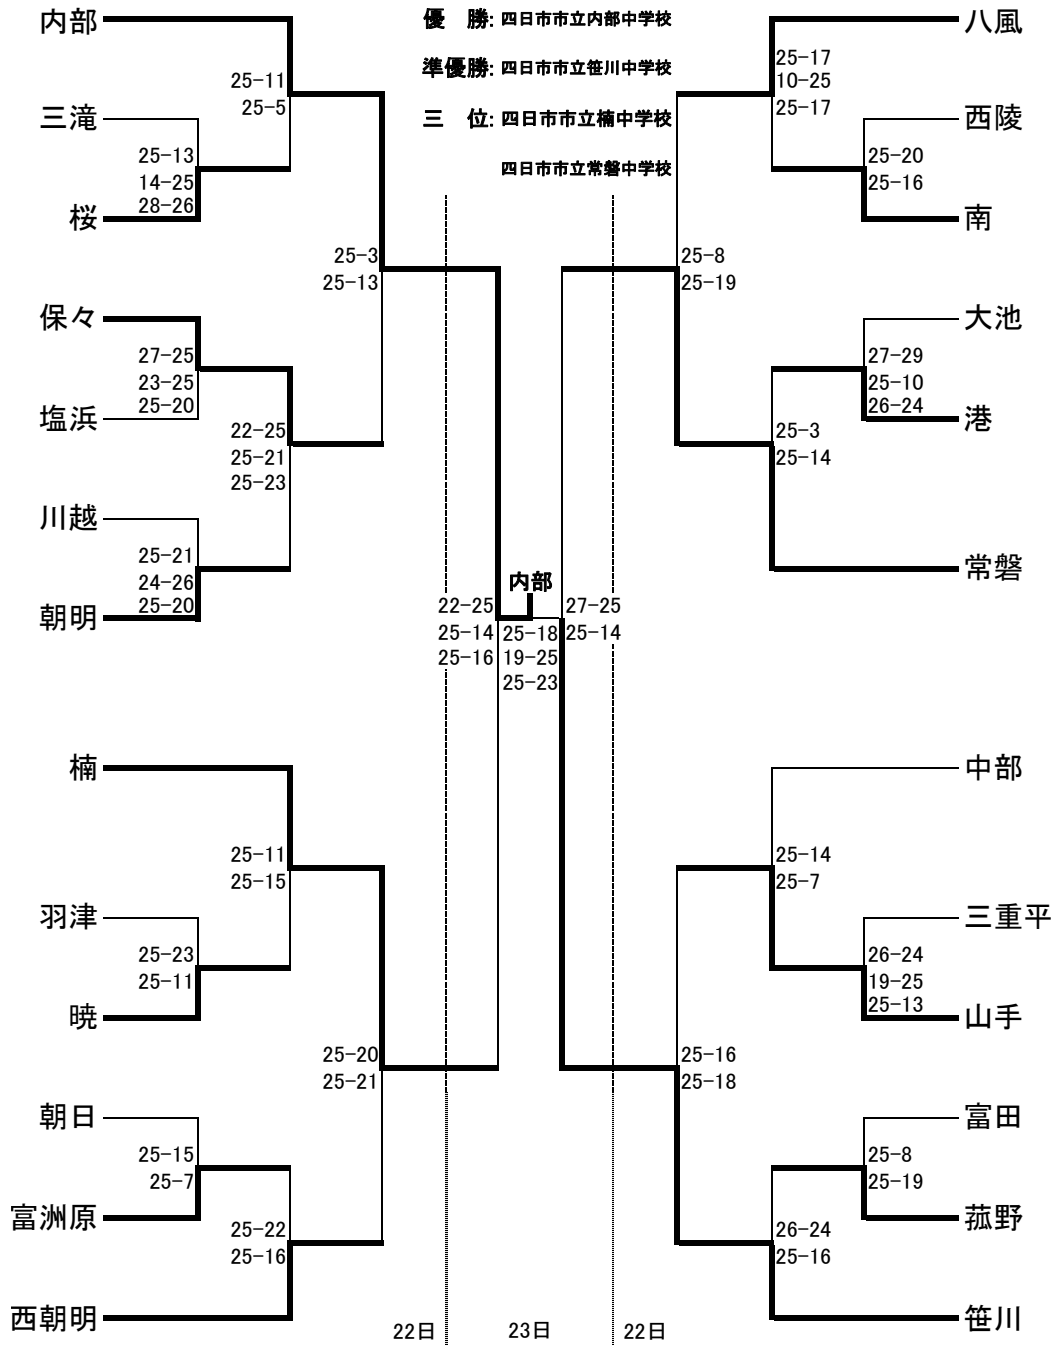 優　勝: 四日市市立内部中学校
準優勝: 四日市市立笹川中学校
三　位: 四日市市立楠中学校
四日市市立常磐中学校
内部
25-11
25-5
三滝
25-13
14-25
28-26
桜
25-3
25-13
保々
27-25
23-25
25-20
塩浜
22-25
25-21
25-23
川越
25-21
24-26
25-20
朝明
22-25
25-14
25-16
内部
25-18
19-25
25-23
27-25
25-14
楠
25-11
25-15
羽津
25-23
25-11
暁
25-20
25-21
朝日
25-15
25-7
富洲原
25-22
25-16
西朝明
八風
25-17
10-25
25-17
西陵
25-20
25-16
南
25-8
25-19
大池
27-29
25-10
26-24
港
25-3
25-14
常磐
中部
25-14
25-7
三重平
26-24
19-25
25-13
山手
25-16
25-18
富田
25-8
25-19
菰野
26-24
25-16
笹川
22日
23日
22日